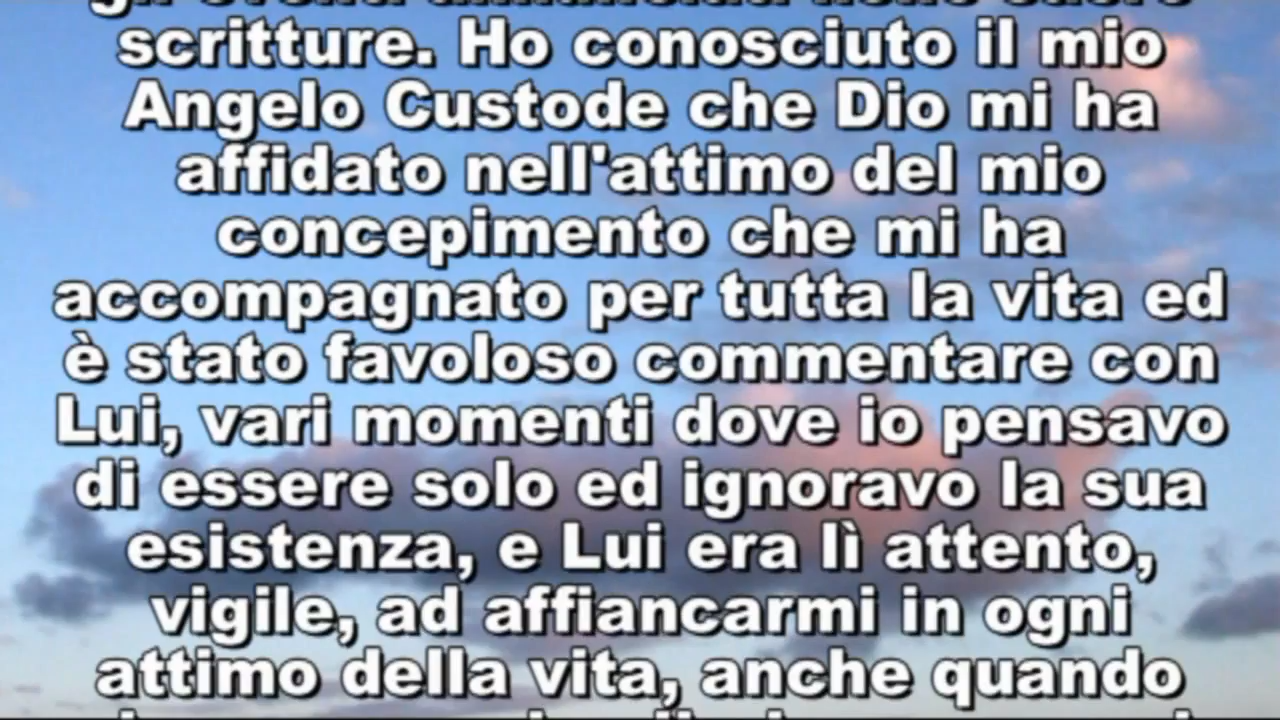 scritture. Ho conosciuto il mio
Angelo Custode che Dio mi ha
affidato nell'attimo del mio
concepimento che mi ha
accompagnato per tutta la vita ed
è stato favoloso commentare con
Lui, vari momenti dove io pensavo
di essere solo ed ignoravo la sua
esistenza, e Lui era lì attento,
vigile, ad affiancarmi in ogni
attimo della vita, anche quando